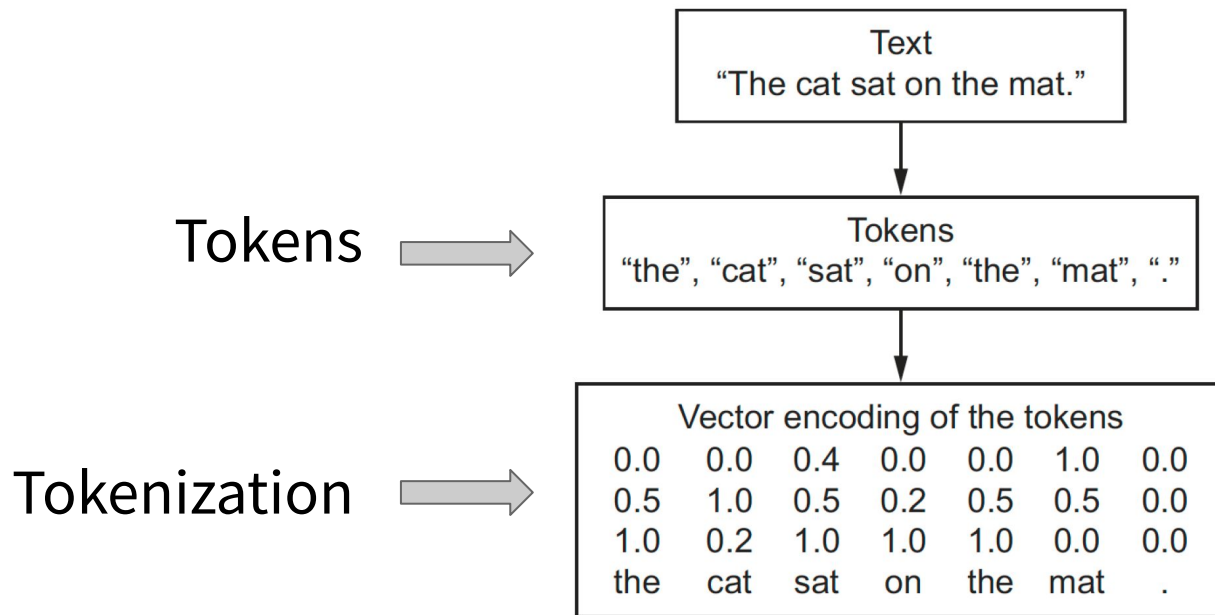 Text
“The cat sat on the mat.”
Tokens
Tokens
“the”, “cat”, “sat”, “on”, “the”, “mat”, “.”
Tokenization
Vector encoding of the tokens
0.0 0.0 0.4 0.0 0.0 1.0 0.0
0.5 1.0 0.5 0.2 0.5 0.5 0.0
1.0 0.2 1.0 1.0 1.0 0.0 0.0
the cat sat on the mat .